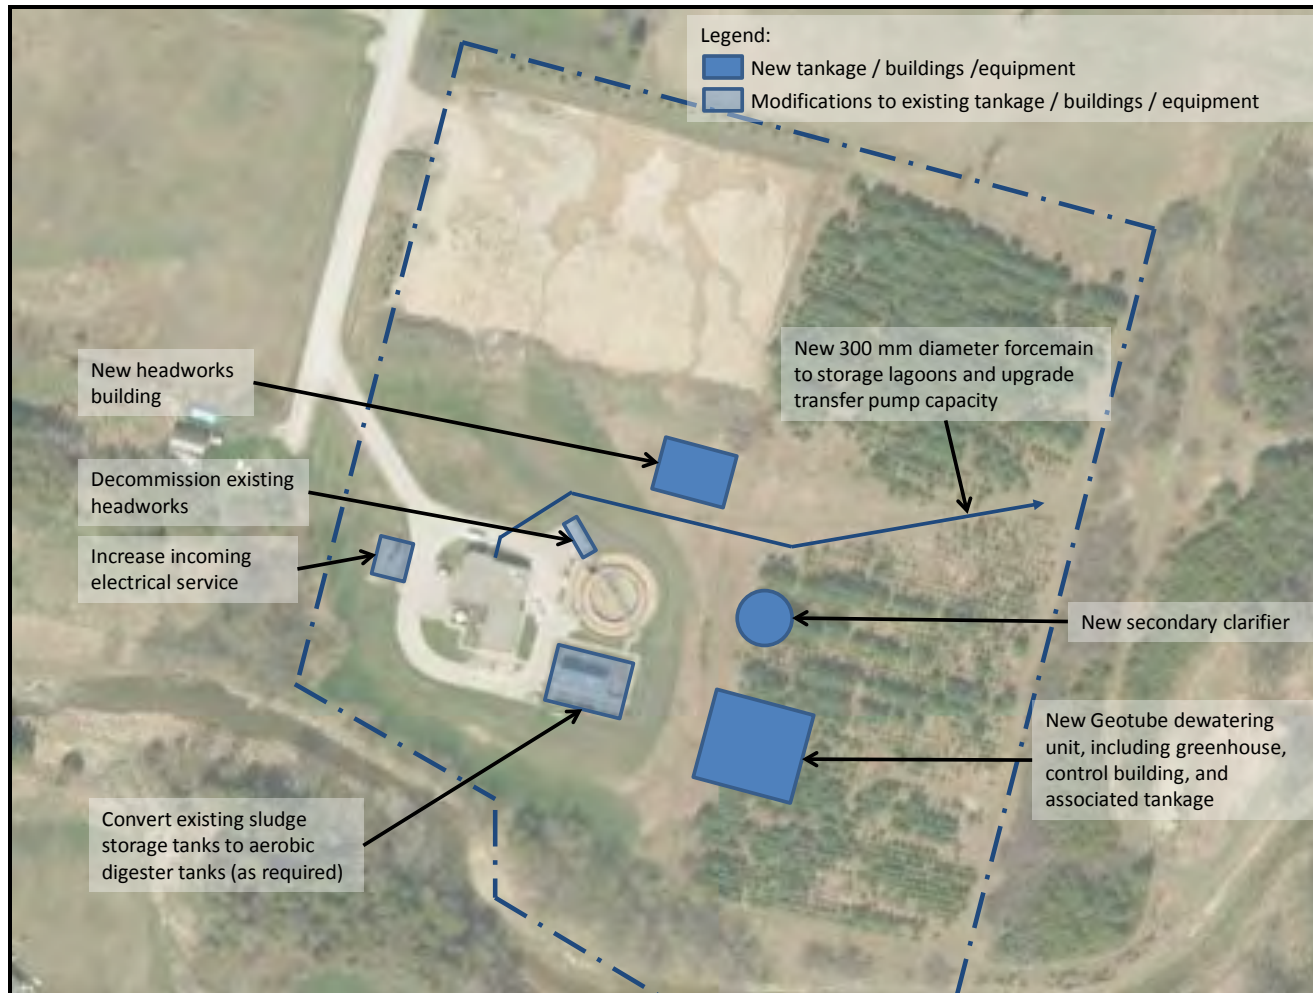 Legend:
New tankage / buildings /equipment
Modifications to existing tankage / buildings / equipment
New 300 mm diameter forcemain
to storage lagoons and upgrade
transfer pump capacity
New headworks
building
Decommission existing
headworks
Increase incoming
electrical service
New secondary clarifier
New Geotube dewatering
unit, including greenhouse,
control building, and
associated tankage
Convert existing sludge
storage tanks to aerobic
digester tanks (as required)